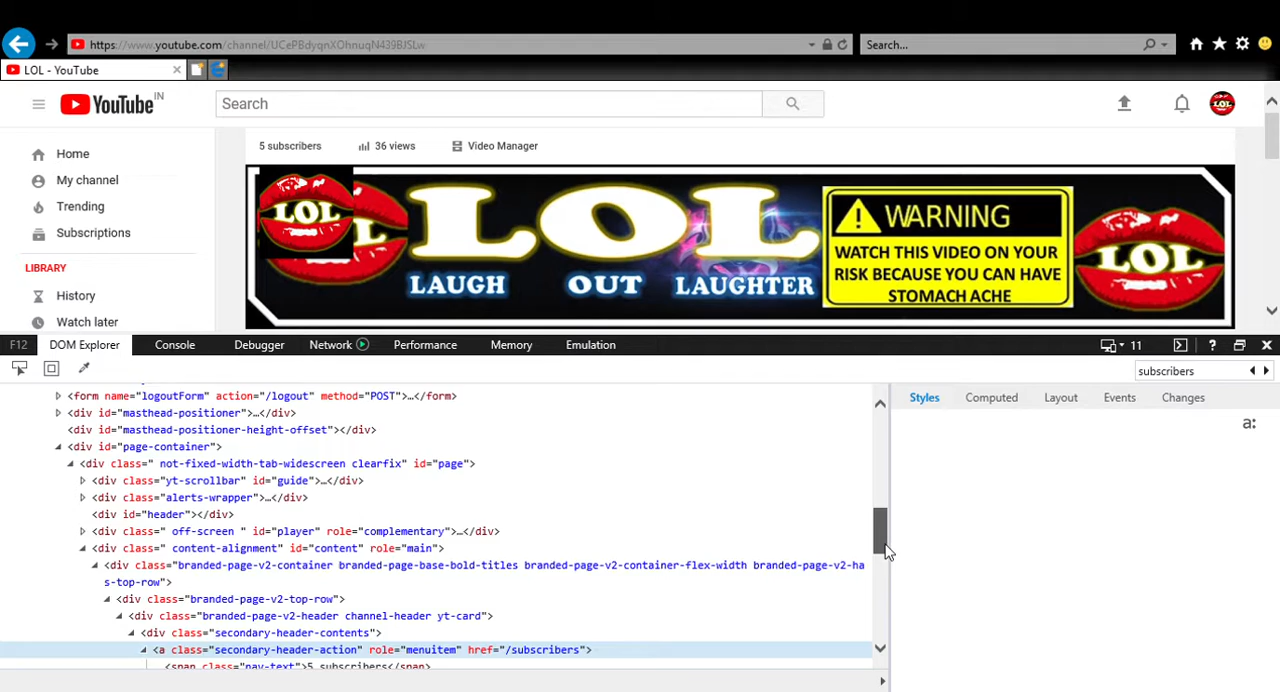 https://www.youtube.com/channel/UCePBdyqnXOhnuqN439BJSLw
Search...
LOL - YouTube
YouTube IN
Search
LOL
Home
My channel
Trending
Subscriptions
LIBRARY
History
Watch later
5 subscribers
36 views
Video Manager
LOL
LOL
LAUGH OUT LAUGHTER
WARNING
WATCH THIS VIDEO ON YOUR
RISK BECAUSE YOU CAN HAVE
STOMACH ACHE
LOL
F12 DOM Explorer Console Debugger Network Performance Memory Emulation 11 ?
subscribers
<form name="logoutForm" action="/logout" method="POST">…</form>
<div id="masthead-positioner">…</div>
<div id="masthead-positioner-height-offset"></div>
<div id="page-container">
<div class=" not-fixed-width-tab-widescreen clearfix" id="page">
<div class="yt-scrollbar" id="guide">…</div>
<div class="alerts-wrapper">…</div>
<div id="header"></div>
<div class=" off-screen " id="player" role="complementary">…</div>
<div class=" content-alignment" id="content" role="main">
<div class="branded-page-v2-container branded-page-base-bold-titles branded-page-v2-container-flex-width branded-page-v2-ha
s-top-row">
<div class="branded-page-v2-top-row">
<div class="branded-page-v2-header channel-header yt-card">
<div class="secondary-header-contents">
<a class="secondary-header-action" role="menuitem" href="/subscribers">
<span class="nav-text">5 subscribers</span>
Styles Computed Layout Events Changes
a: